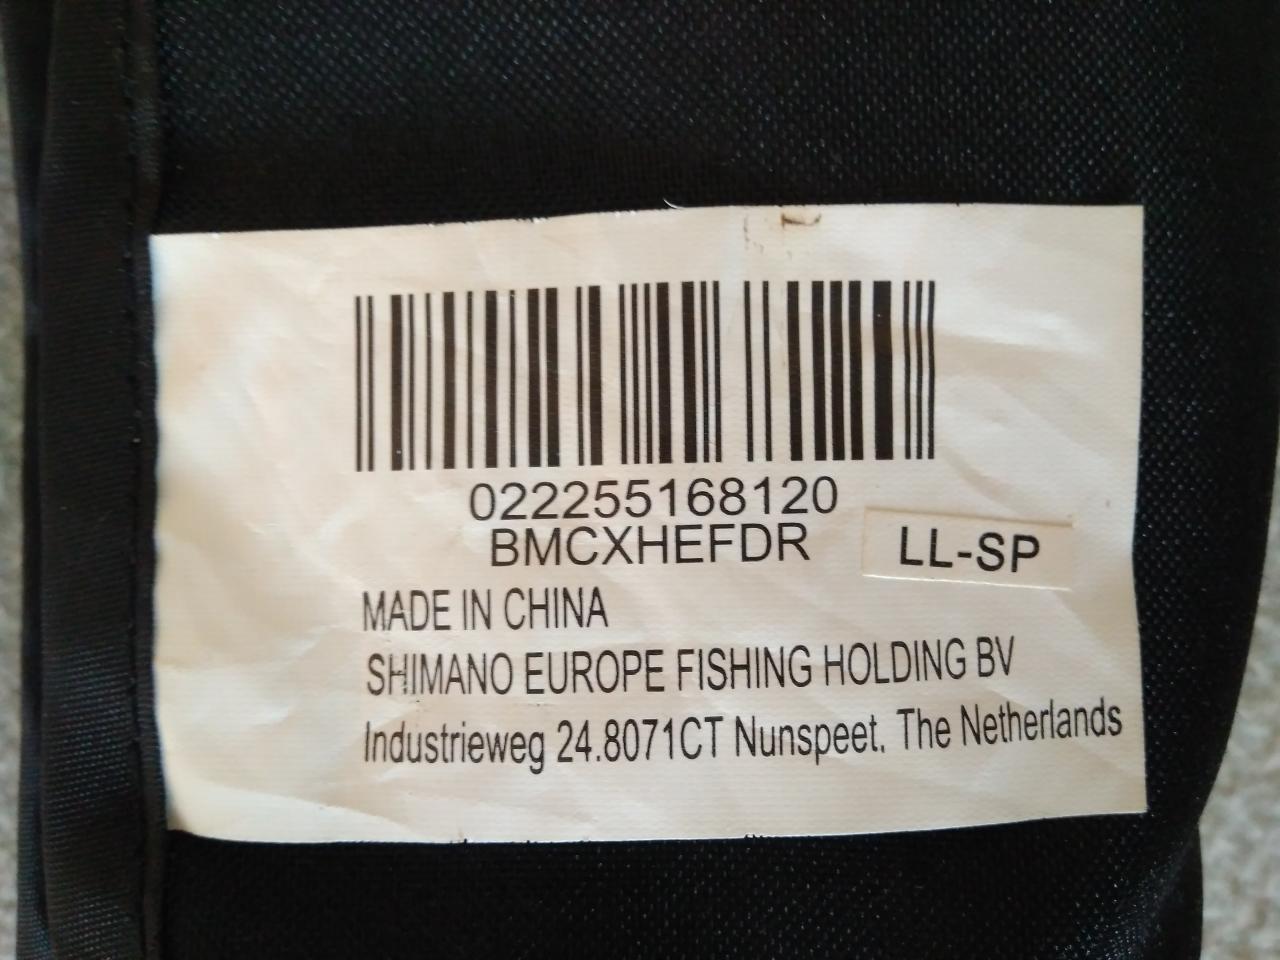 022255168120
BMCXHEFDR
LL-SP
MADE IN CHINA
SHIMANO EUROPE FISHING HOLDING BV
Industrieweg 24.8071CT Nunspeet. The Netherlands